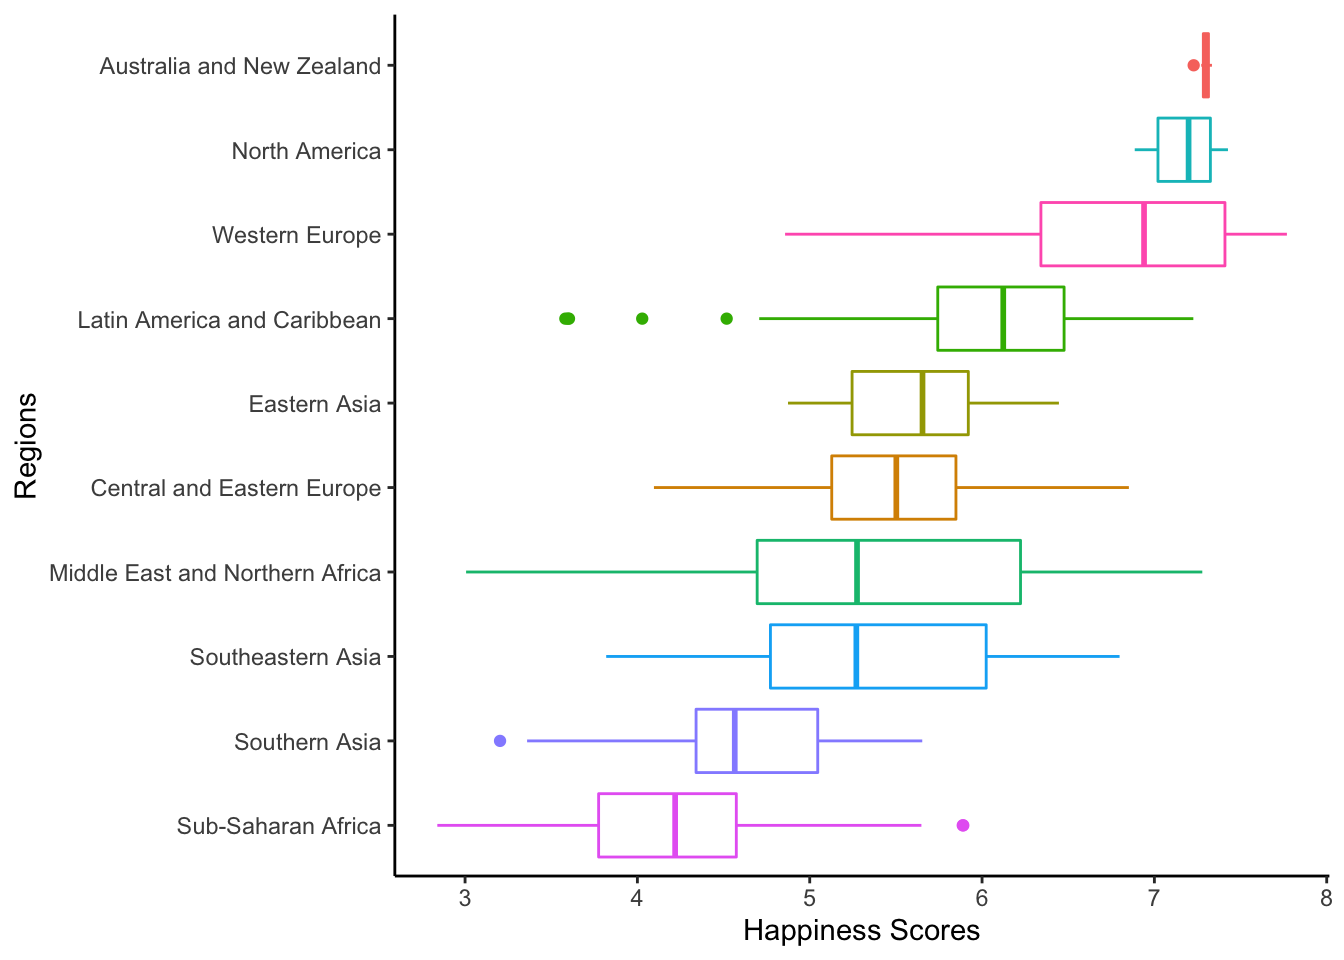 Australia and New Zealand
North America
Western Europe
Latin America and Caribbean
Eastern Asia
Central and Eastern Europe
Middle East and Northern Africa
Southeastern Asia
Southern Asia
Sub-Saharan Africa
Regions
3 4 5 6 7 8
Happiness Scores